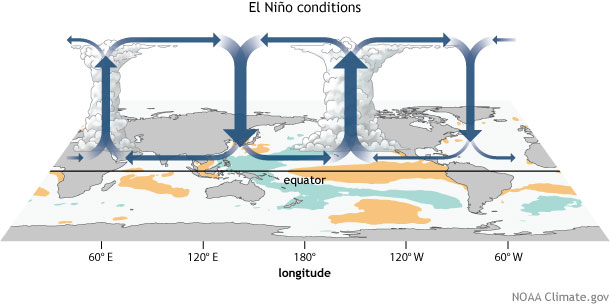 El Niño conditions
equator
60° E 120° E 180° 120° W 60° W
longitude
NOAA Climate.gov